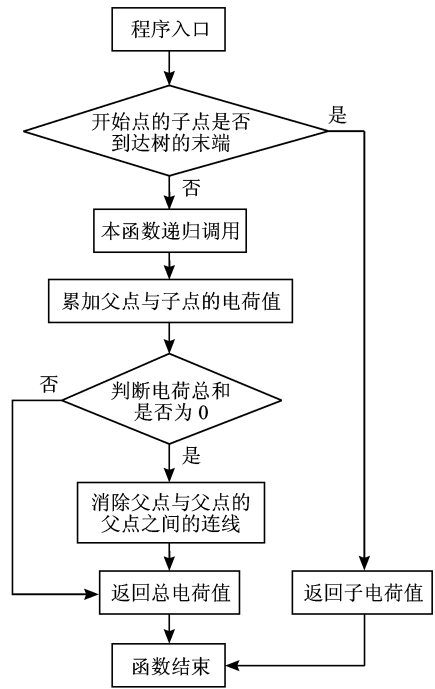 程序入口
开始点的子点是否
到达树的末端
是
否
本函数递归调用
累加父点与子点的电荷值
否
判断电荷总和
是否为0
是
消除父点与父点的
父点之间的连线
返回总电荷值
返回子电荷值
函数结束